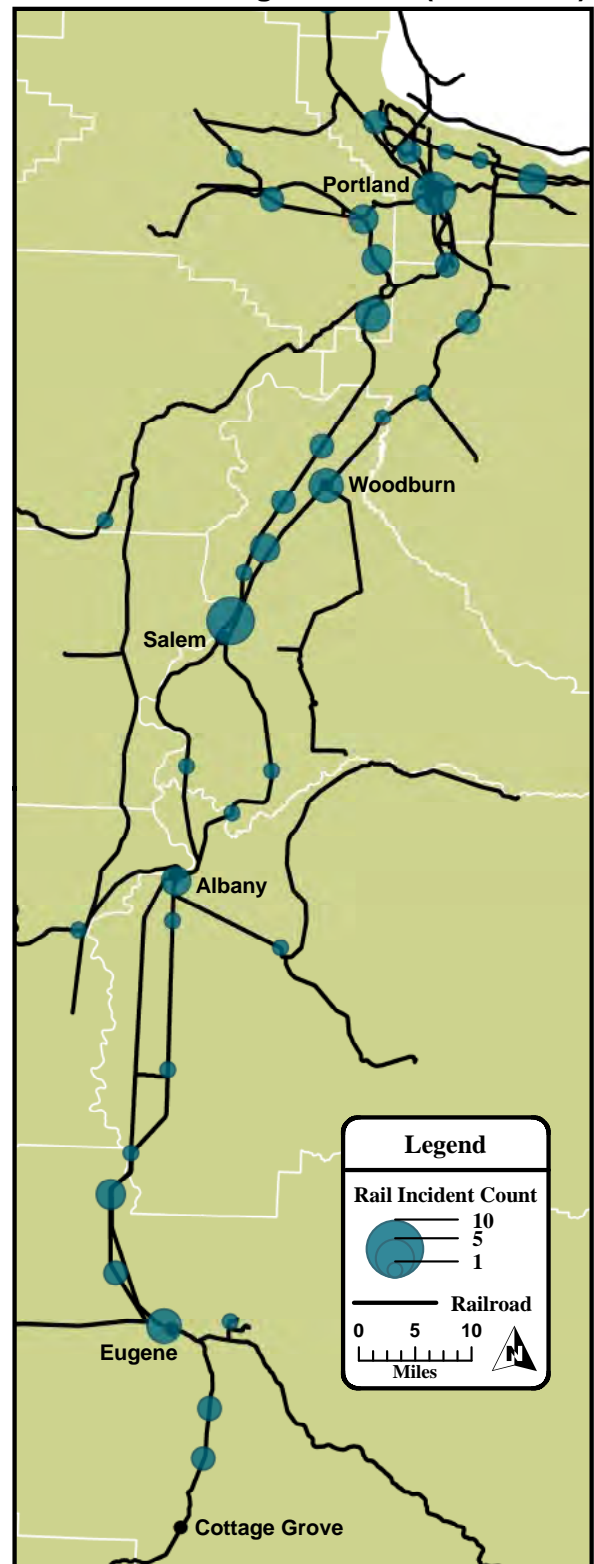 Portland
Woodburn
Salem
Albany
Eugene
Cottage Grove
Legend
Rail Incident Count
10
5
1
Railroad
0 5 10
Miles
N